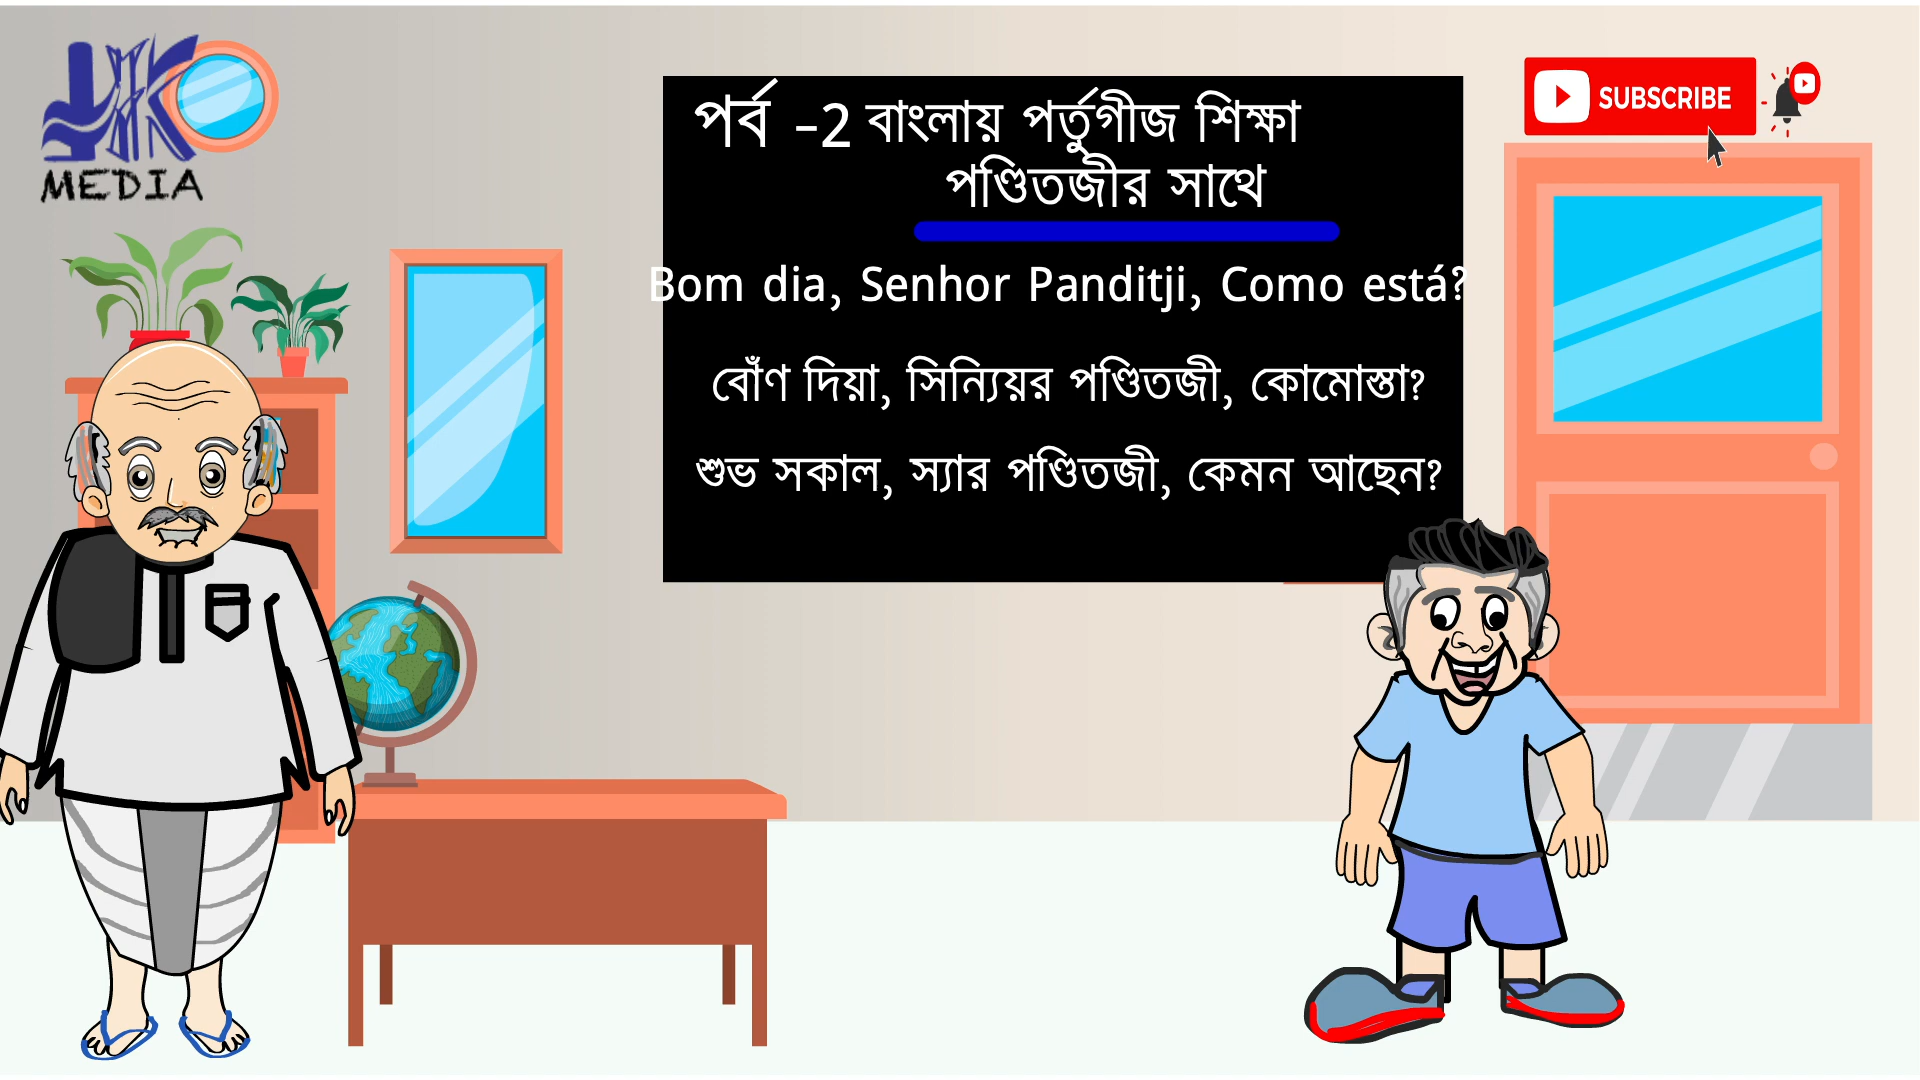 JKO
MEDIA
পর্ব -2 বাংলায় পর্তুগীজ শিক্ষা
পণ্ডিতজীর সাথে
Bom dia, Senhor Panditji, Como está?
বোঁণ দিয়া, সিন্যিয়র পণ্ডিতজী, কোমোস্তা?
শুভ সকাল, স্যার পণ্ডিতজী, কেমন আছেন?
SUBSCRIBE